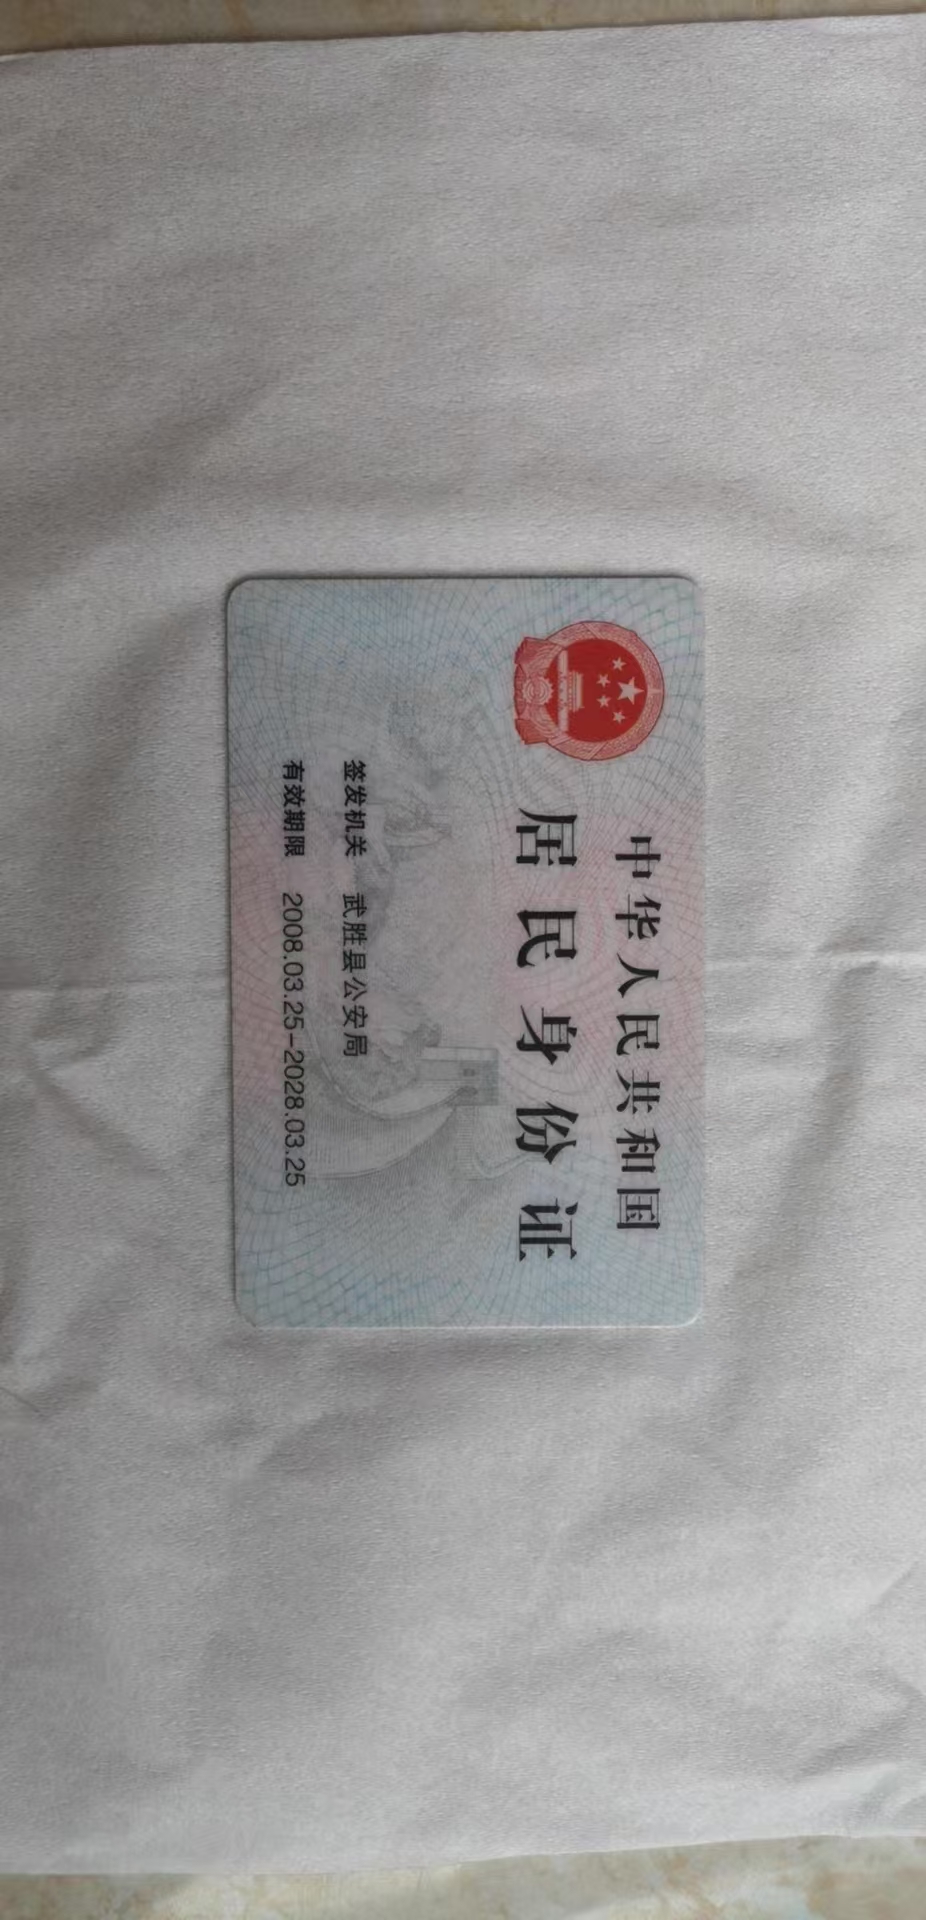 中华人民共和国
居民身份证
签发机关 武胜县公安局
有效期限 2008.03.25-2028.03.25